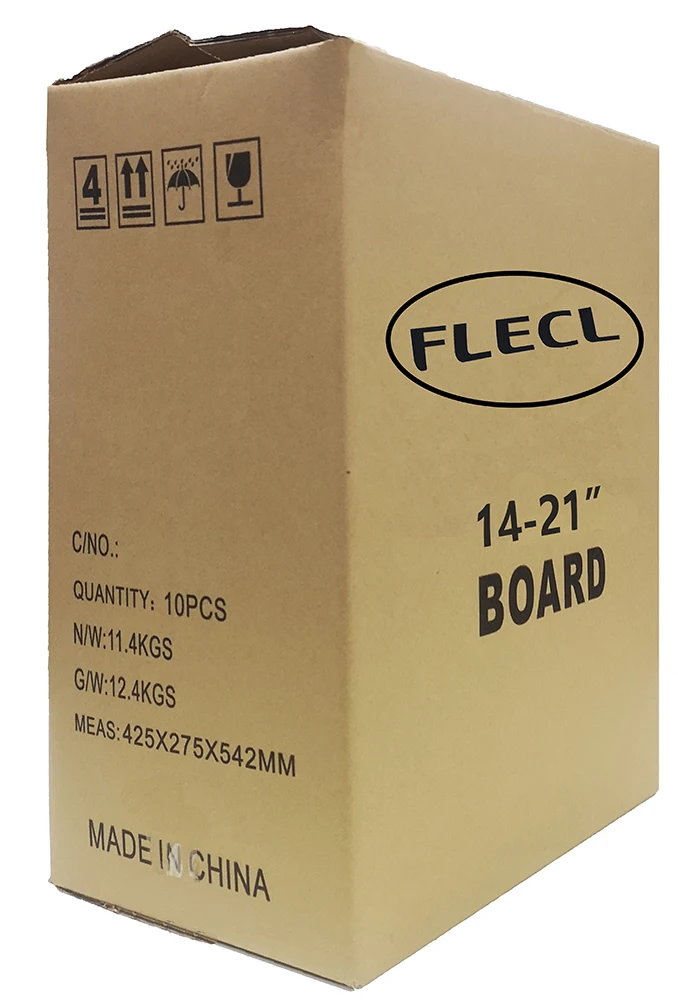 4
C/NO.:
QUANTITY: 10PCS
N/W:11.4KGS
G/W:12.4KGS
MEAS:425X275X542MM
MADE IN CHINA
FLECL
14-21"
BOARD